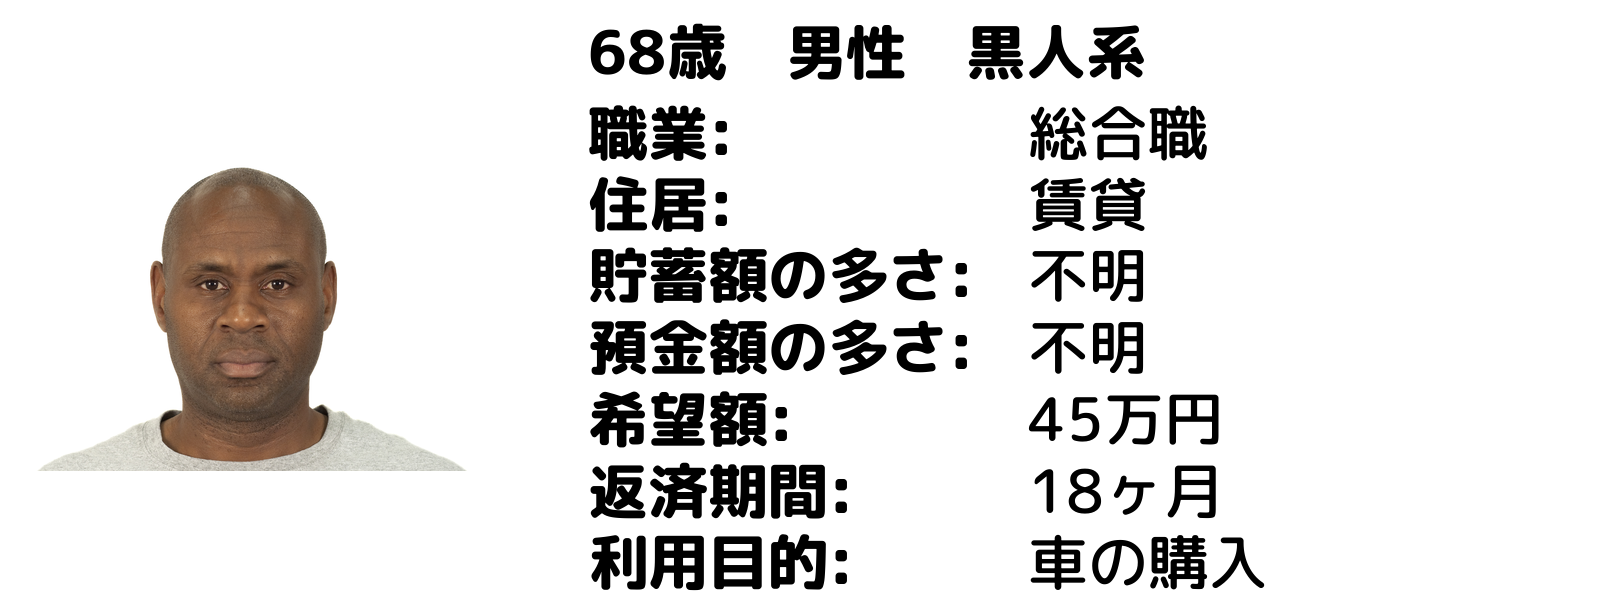 68歳　男性　黒人系
職業:　総合職
住居:　賃貸
貯蓄額の多さ:　不明
預金額の多さ:　不明
希望額:　45万円
返済期間:　18ヶ月
利用目的:　車の購入